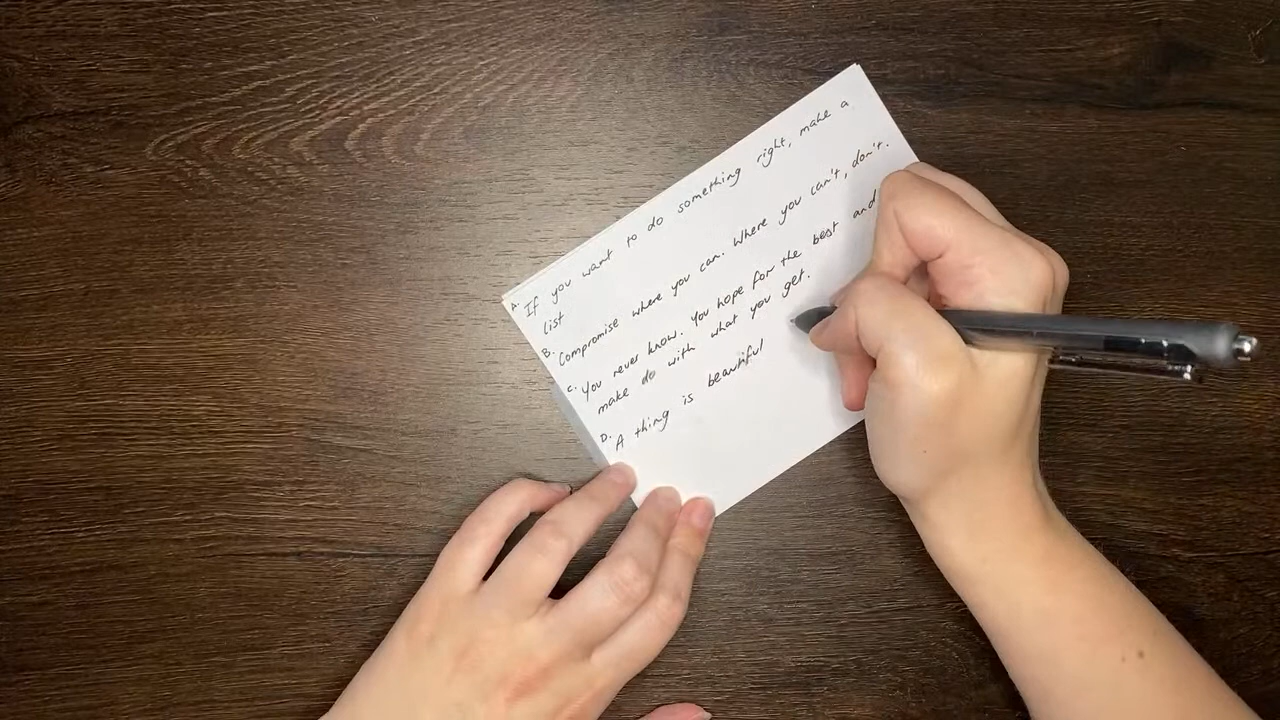 A. If you want to do something right, make a
list
B. Compromise where you can. Where you can't, don't.
C. You never know. You hope for the best and
make do with what you get.
D. A thing is beautiful